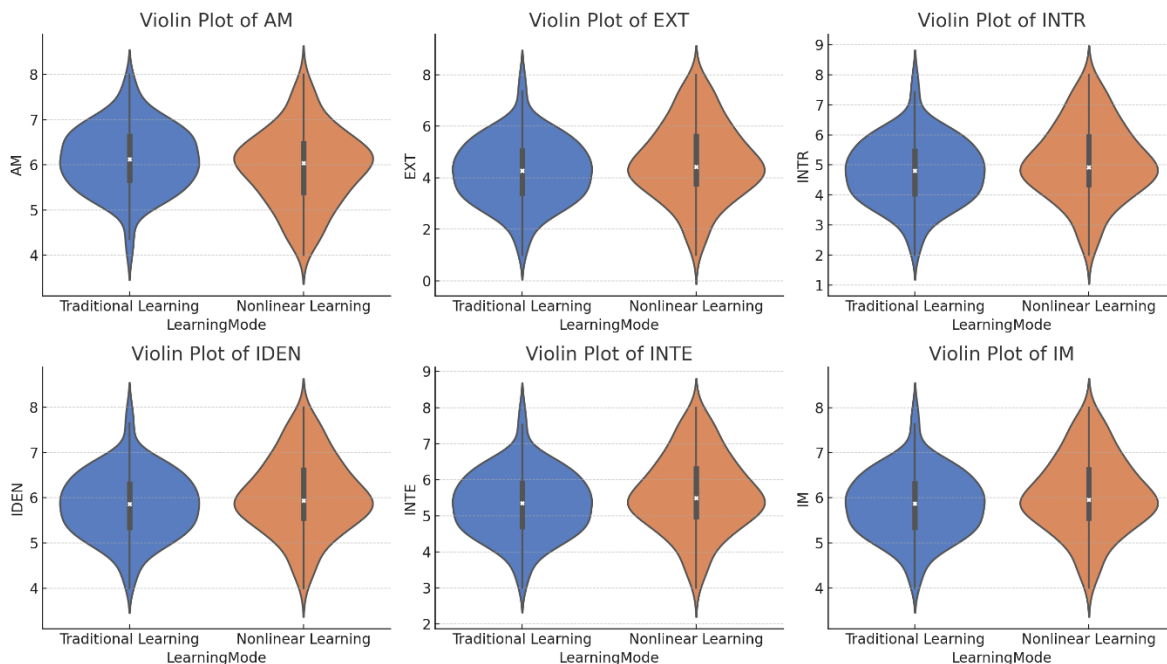 Violin Plot of AM
8
7
6
5
4
AM
Traditional Learning
Nonlinear Learning
LearningMode
Violin Plot of EXT
8
6
4
2
0
EXT
Traditional Learning
Nonlinear Learning
LearningMode
Violin Plot of INTR
9
8
7
6
5
4
3
2
1
INTR
Traditional Learning
Nonlinear Learning
LearningMode
Violin Plot of IDEN
8
7
6
5
4
IDEN
Traditional Learning
Nonlinear Learning
LearningMode
Violin Plot of INTE
9
8
7
6
5
4
3
2
INTE
Traditional Learning
Nonlinear Learning
LearningMode
Violin Plot of IM
8
7
6
5
4
IM
Traditional Learning
Nonlinear Learning
LearningMode